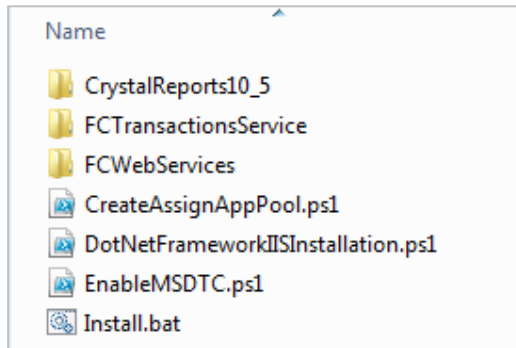 Name
CrystalReports10_5
FCTransactionsService
FCWebServices
CreateAssignAppPool.ps1
DotNetFrameworkIISInstallation.ps1
EnableMSDTC.ps1
Install.bat